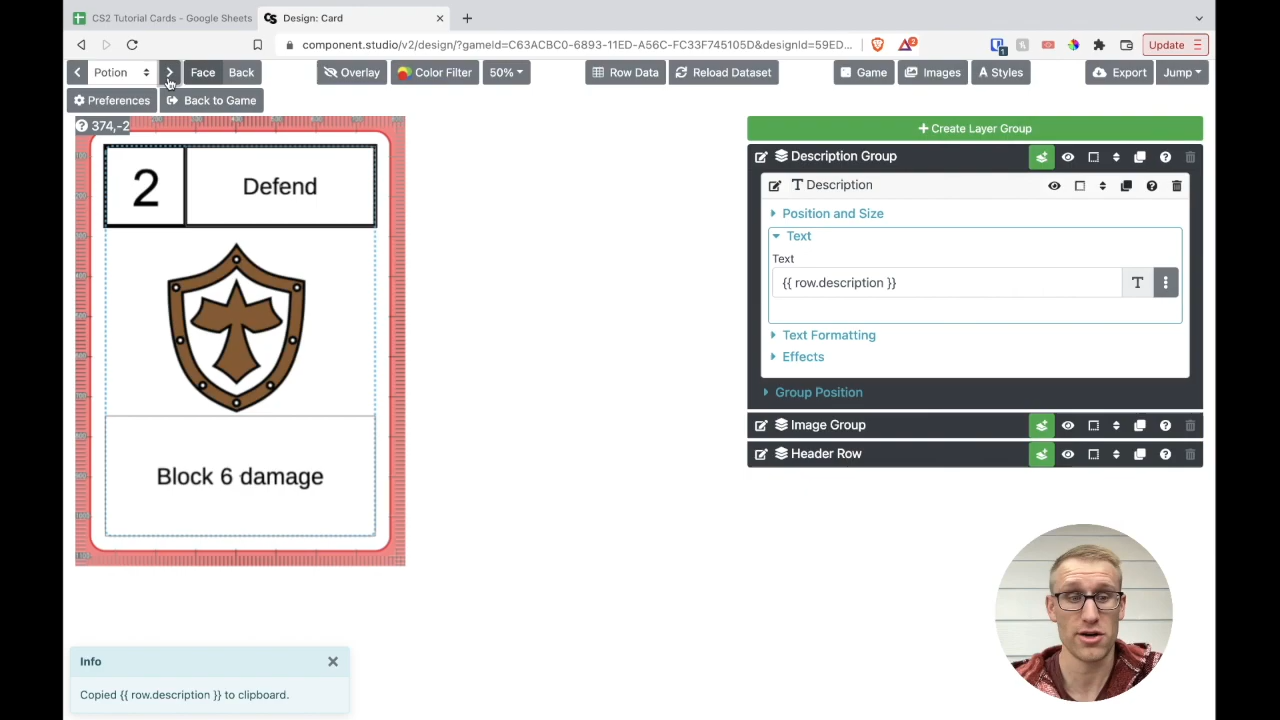 CS2 Tutorial Cards - Google Sheets
CS Design: Card
component.studio/v2/design/?gameId=C63ACBC0-6893-11ED-A56C-FC33F745105D&designId=59ED...
2
1
Update
Potion
Face
Back
Overlay
Color Filter
50%
Row Data
Reload Dataset
Game
Images
A Styles
Export
Jump
Preferences
Back to Game
374,-2
2
Defend
Block 6 damage
+ Create Layer Group
Description Group
T Description
Position and Size
Text
Text
{{ row.description }}
T
Text Formatting
Effects
Group Position
Image Group
Header Row
Info
Copied {{ row.description }} to clipboard.